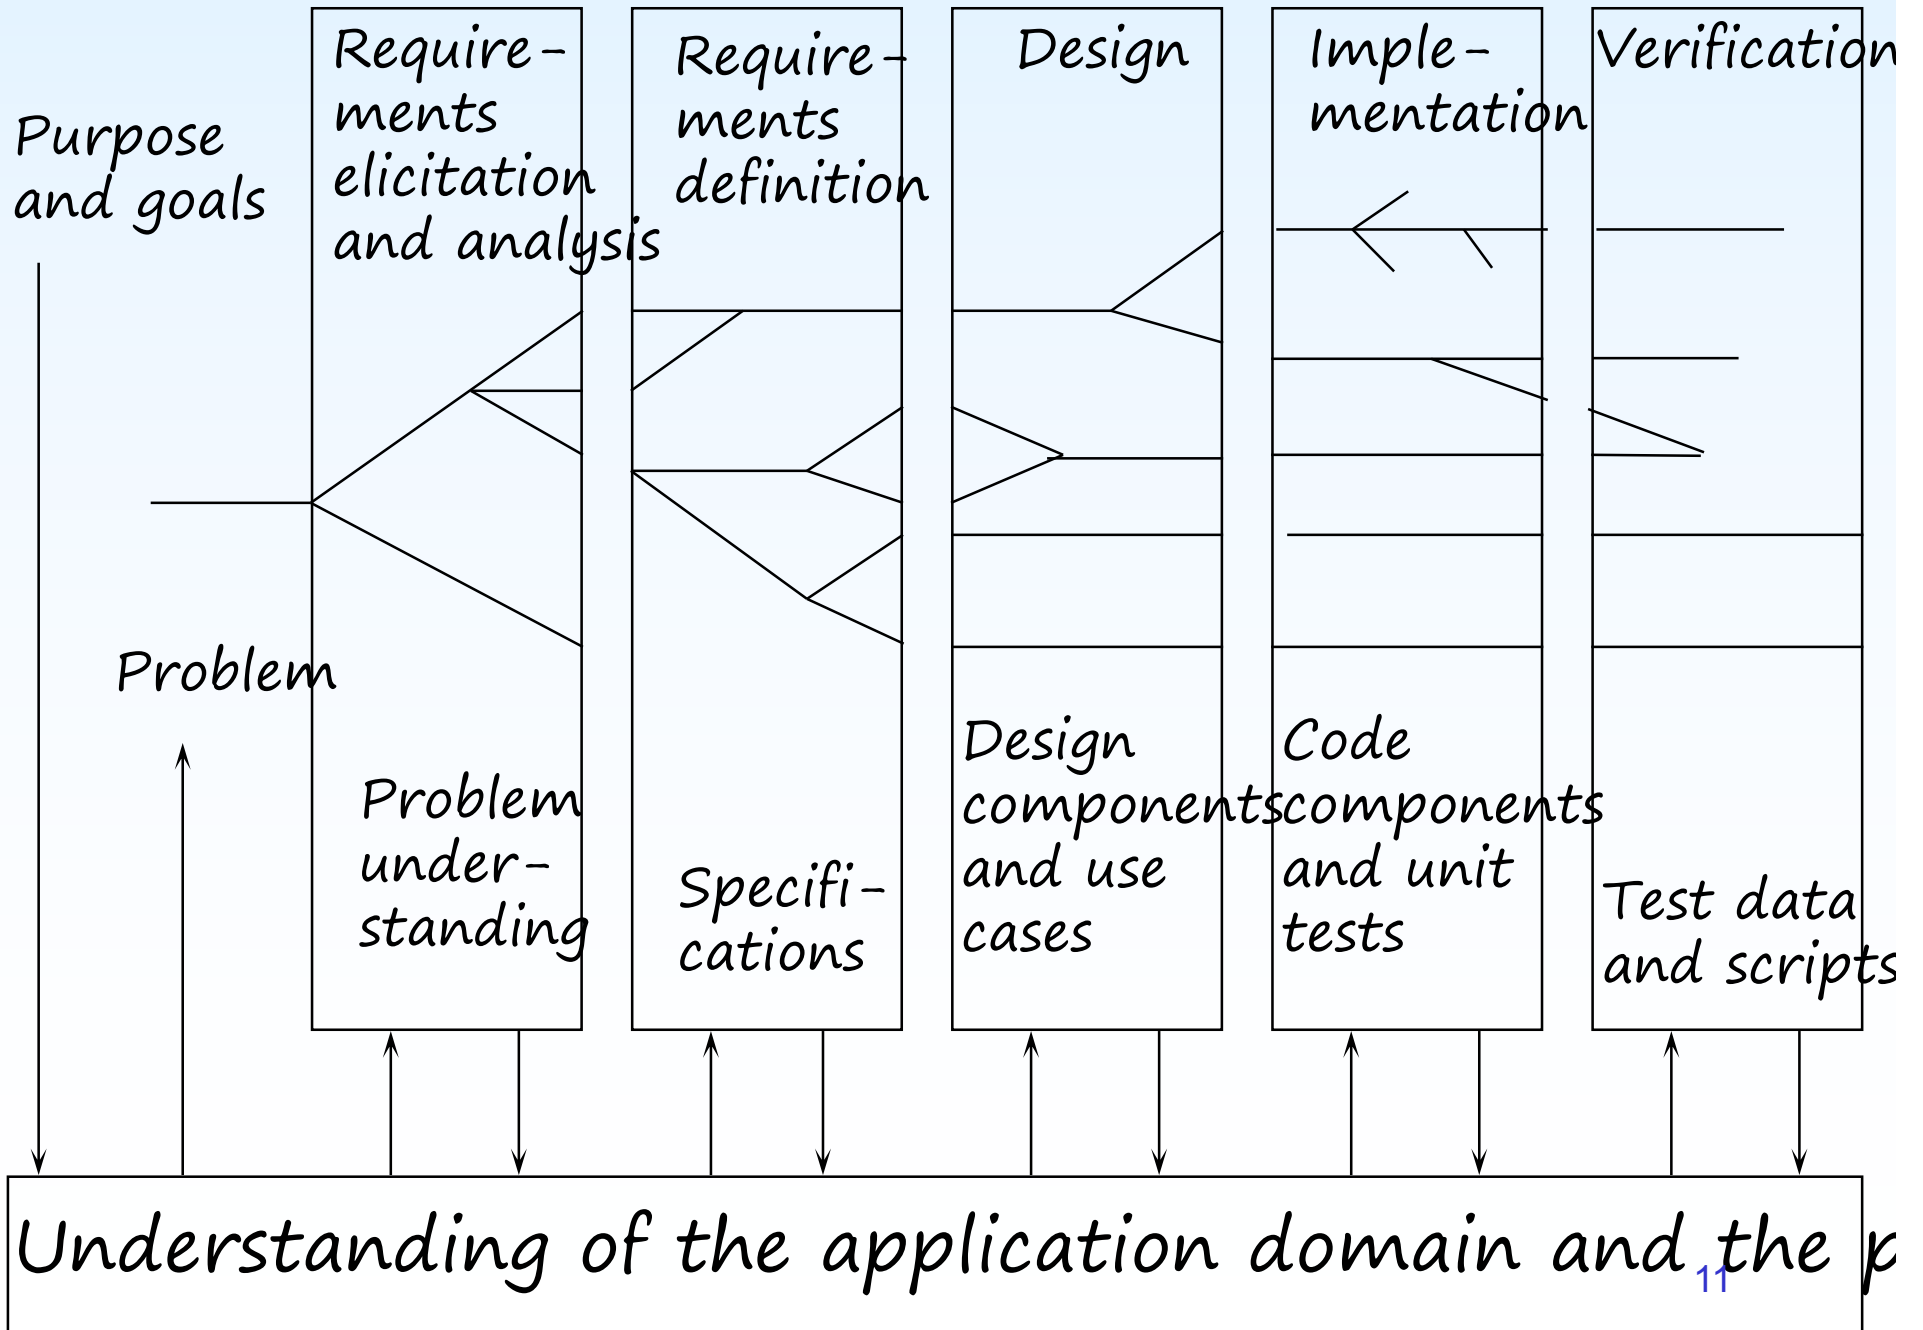 Purpose
and goals
Require-
ments
elicitation
and analysis
Require-
ments
definition
Design
Imple-
mentation
Verification
Problem
Problem
under-
standing
Specifi-
cations
Design
components
and use
cases
Code
components
and unit
tests
Test data
and scripts
Understanding of the application domain and the p
11